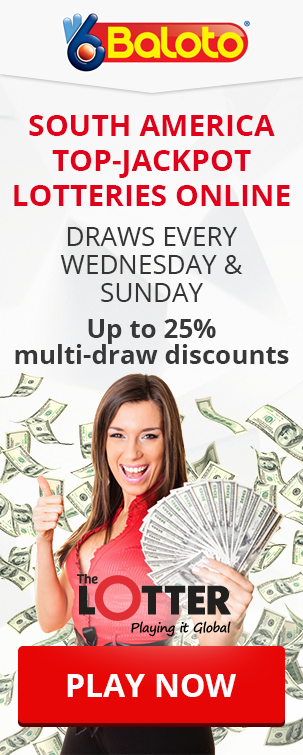 Baloto®
SOUTH AMERICA
TOP-JACKPOT
LOTTERIES ONLINE
DRAWS EVERY
WEDNESDAY &
SUNDAY
Up to 25%
multi-draw discounts
The
LOTTER
Playing it Global
PLAY NOW